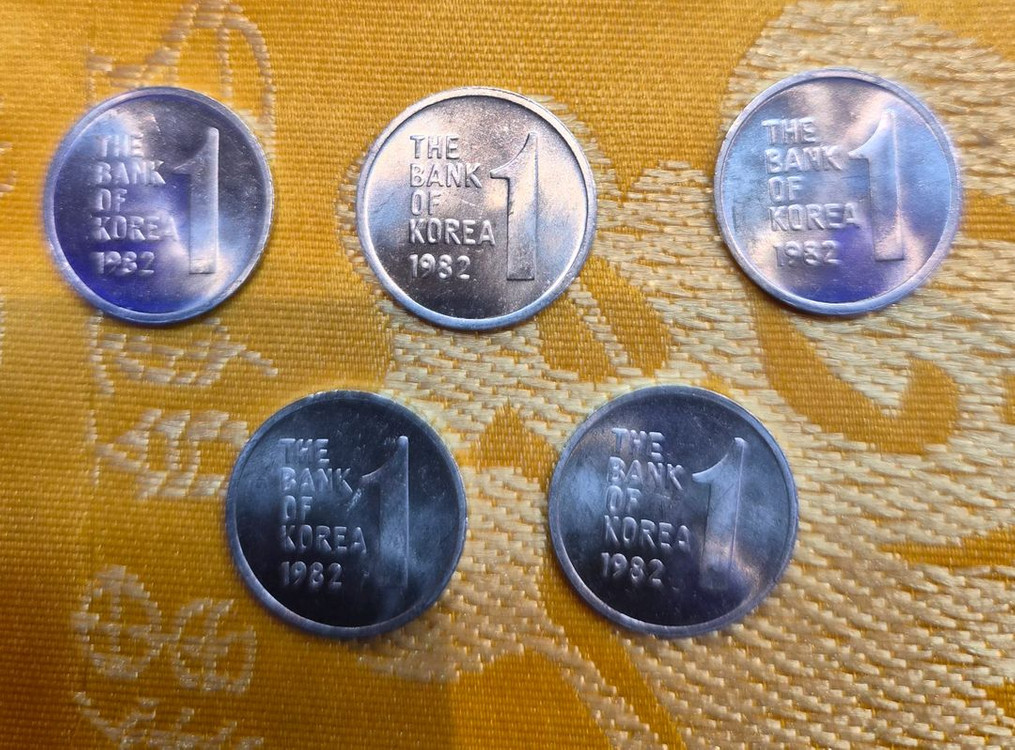 THE
BANK
OF
KOREA
1982
1
THE
BANK
OF
KOREA
1982
1
THE
BANK
OF
KOREA
1982
1
THE
BANK
OF
KOREA
1982
1
THE
BANK
OF
KOREA
1982
1